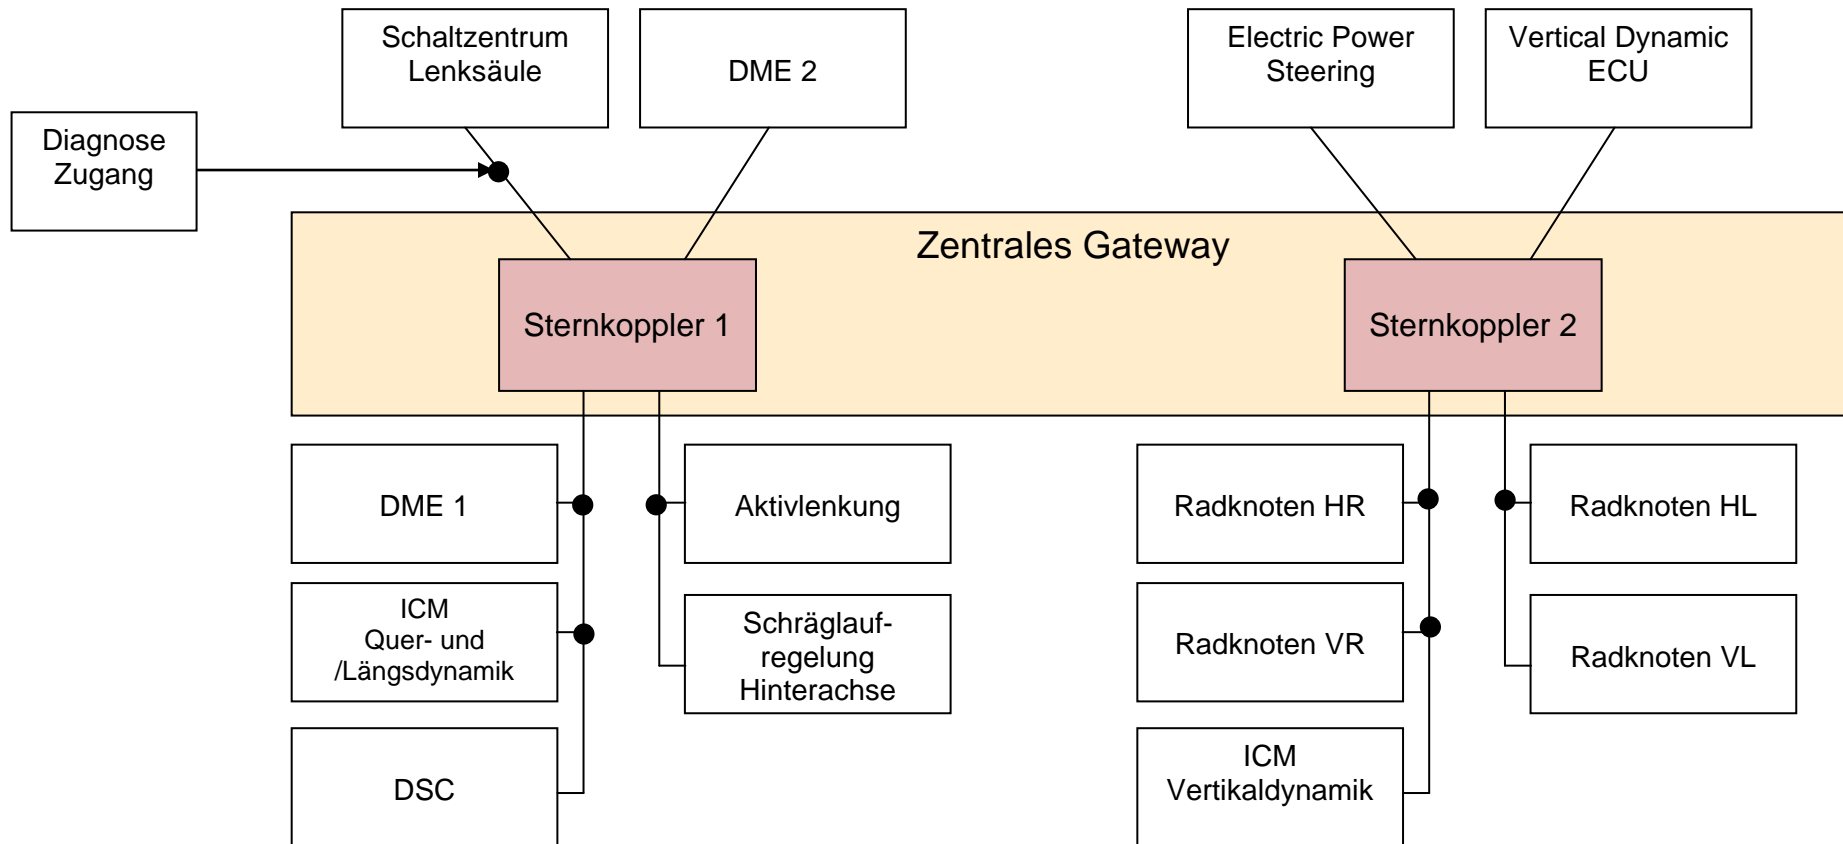 Schaltzentrum
Lenksäule
DME 2
Electric Power
Steering
Vertical Dynamic
ECU
Diagnose
Zugang
Zentrales Gateway
Sternkoppler 1
Sternkoppler 2
DME 1
Aktivlenkung
Radknoten HR
Radknoten HL
ICM
Quer- und
/Längsdynamik
Schräglauf-
regelung
Hinterachse
Radknoten VR
Radknoten VL
DSC
ICM
Vertikaldynamik